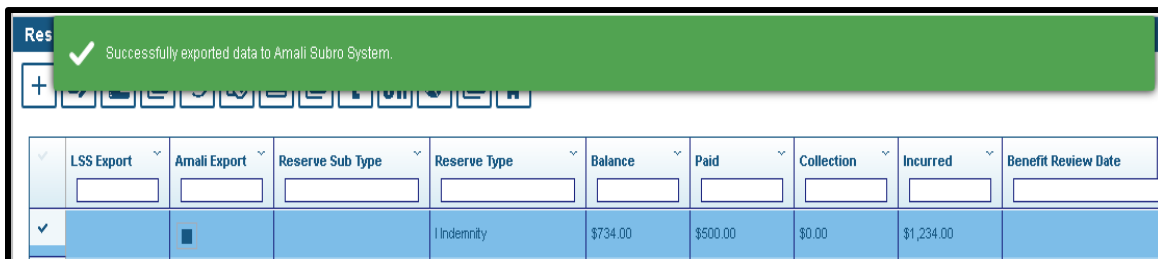 Res
Successfully exported data to Amali Subro System.
LSS Export Amali Export Reserve Sub Type Reserve Type Balance Paid Collection Incurred Benefit Review Date
I Indemnity $734.00 $500.00 $0.00 $1,234.00